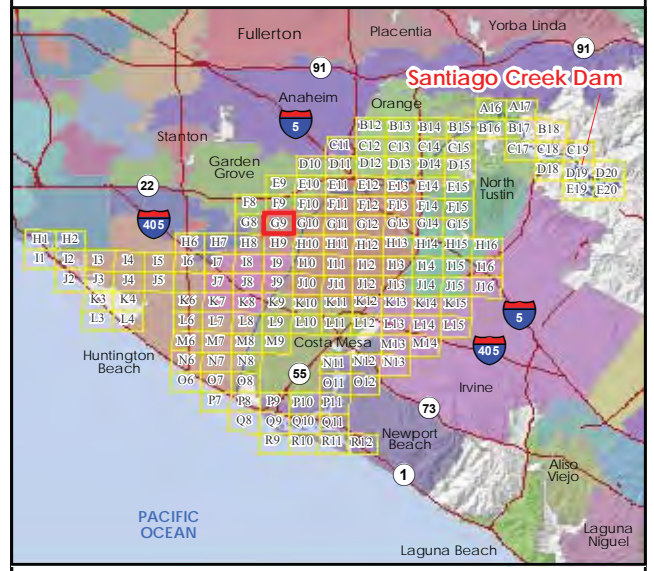 Yorba Linda
Fullerton
Placentia
91
91
Santiago Creek Dam
Anaheim
Orange
A16 A17
5
B12 B13 B14 B15 B16 B17 B18
Stanton
C11 C12 C13 C14 C15 C17 C18 C19
Garden
Grove
D10 D11 D12 D13 D14 D15 D18 D19 D20
22
E9 E10 E11 E12 E13 E14 E15 E19 E20
North
Tustin
F8 F9 F10 F11 F12 F13 F14 F15
405
G8 G9 G10 G11 G12 G13 G14 G15
H1 H2 H6 H7 H8 H9 H10 H11 H12 H13 H14 H15 H16
I1 I2 I3 I4 I5 I6 I7 I8 I9 I10 I11 I12 I13 I14 I15 I16
J2 J3 J4 J5 J7 J8 J9 J10 J11 J12 J13 J14 J15 J16
K3 K4 K6 K7 K8 K9 K10 K11 K12 K13 K14 K15
5
L3 L4 L6 L7 L8 L9 L10 L11 L12 L13 L14 L15
M6 M7 M8 M9 Costa Mesa M13 M14
405
Huntington
Beach
N6 N7 N8 N11 N12 N13
55
O6 O7 O8 O11 O12
Irvine
P7 P8 P9 P10 P11
73
Q8 Q9 Q10 Q11
Newport
Beach
R9 R10 R11 R12
1
Aliso
Viejo
PACIFIC
OCEAN
Laguna
Niguel
Laguna Beach